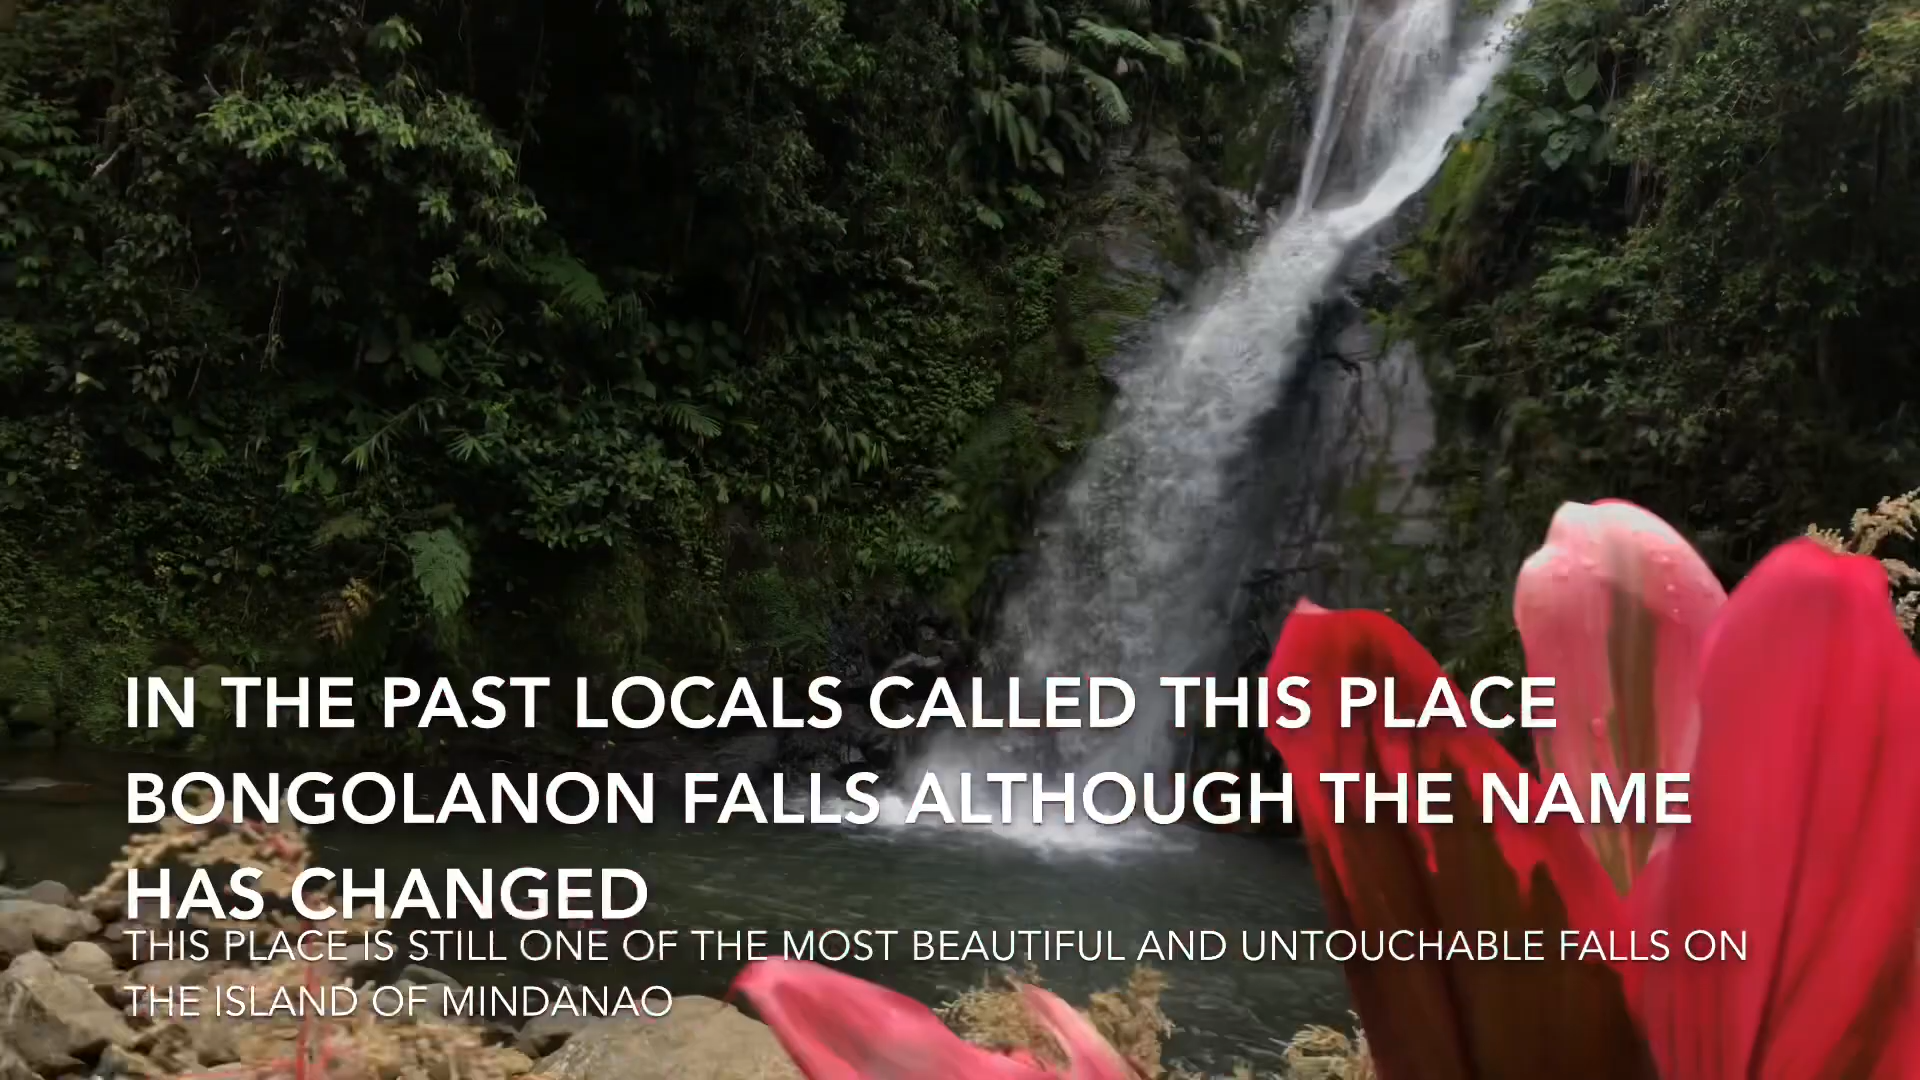 IN THE PAST LOCALS CALLED THIS PLACE
BONGOLANON FALLS ALTHOUGH THE NAME
HAS CHANGED
THIS PLACE IS STILL ONE OF THE MOST BEAUTIFUL AND UNTOUCHABLE FALLS ON
THE ISLAND OF MINDANAO